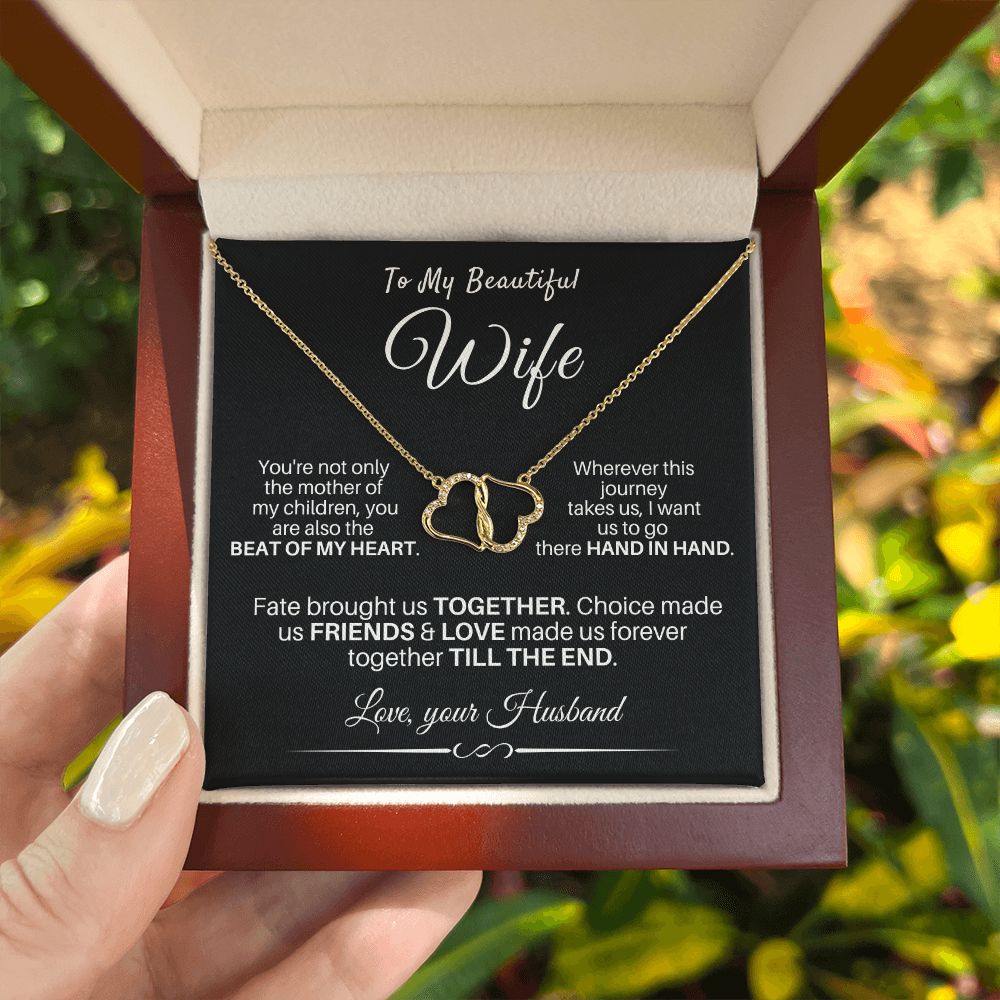 To My Beautiful
Wife
You're not only
the mother of
my children, you
are also the
BEAT OF MY HEART.
Wherever this
journey
takes us, I want
us to go
there HAND IN HAND.
Fate brought us TOGETHER. Choice made
us FRIENDS & LOVE made us forever
together TILL THE END.
Love, your Husband